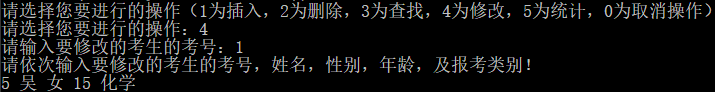 请选择您要进行的操作（1为插入，2为删除，3为查找，4为修改，5为统计，0为取消操作）
请选择您要进行的操作：4
请输入要修改的考生的考号：1
请依次输入要修改的考生的考号，姓名，性别，年龄，及报考类别！
5 吴 女 15 化学